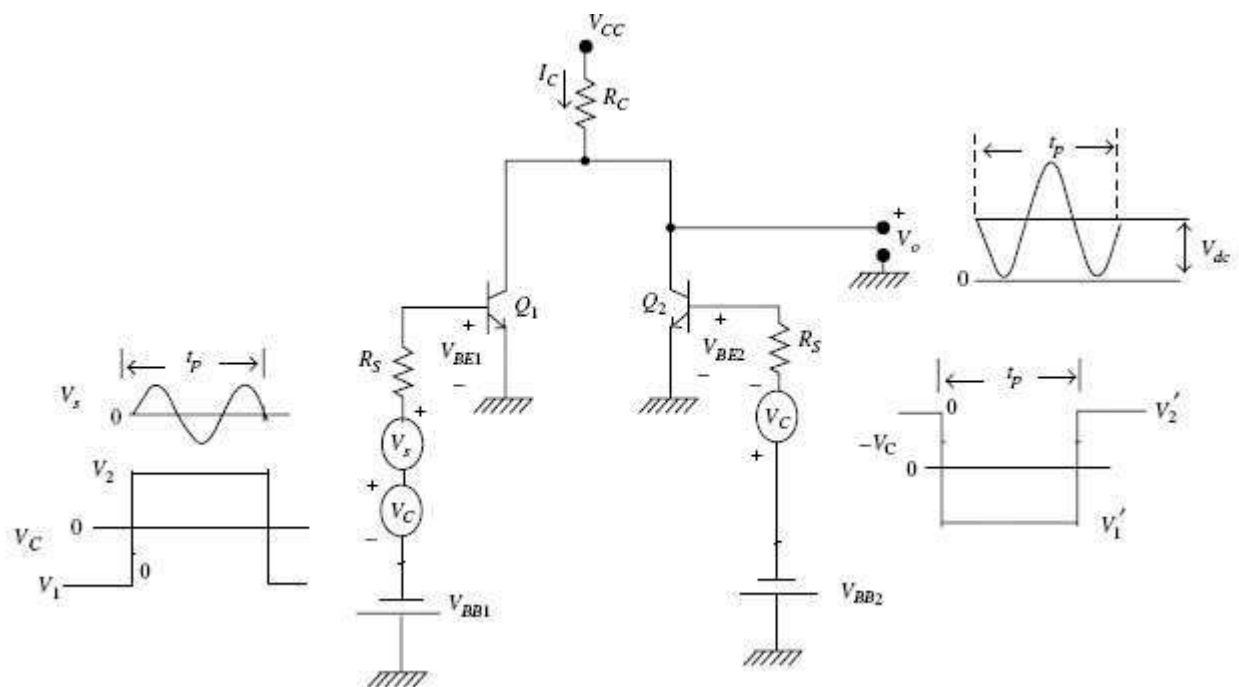 V_CC
I_C
R_C
t_p
+
V_o
V_dc
0
Q_1
Q_2
+
V_BE1
−
+
V_BE2
−
R_S
R_S
t_p
V_s
0
+
V_s
+
V_C
−
V_2
V_C
0
0
V_1
V_BB1
−
V_C
+
V_BB2
t_p
0
V_2′
−V_C
0
V_1′